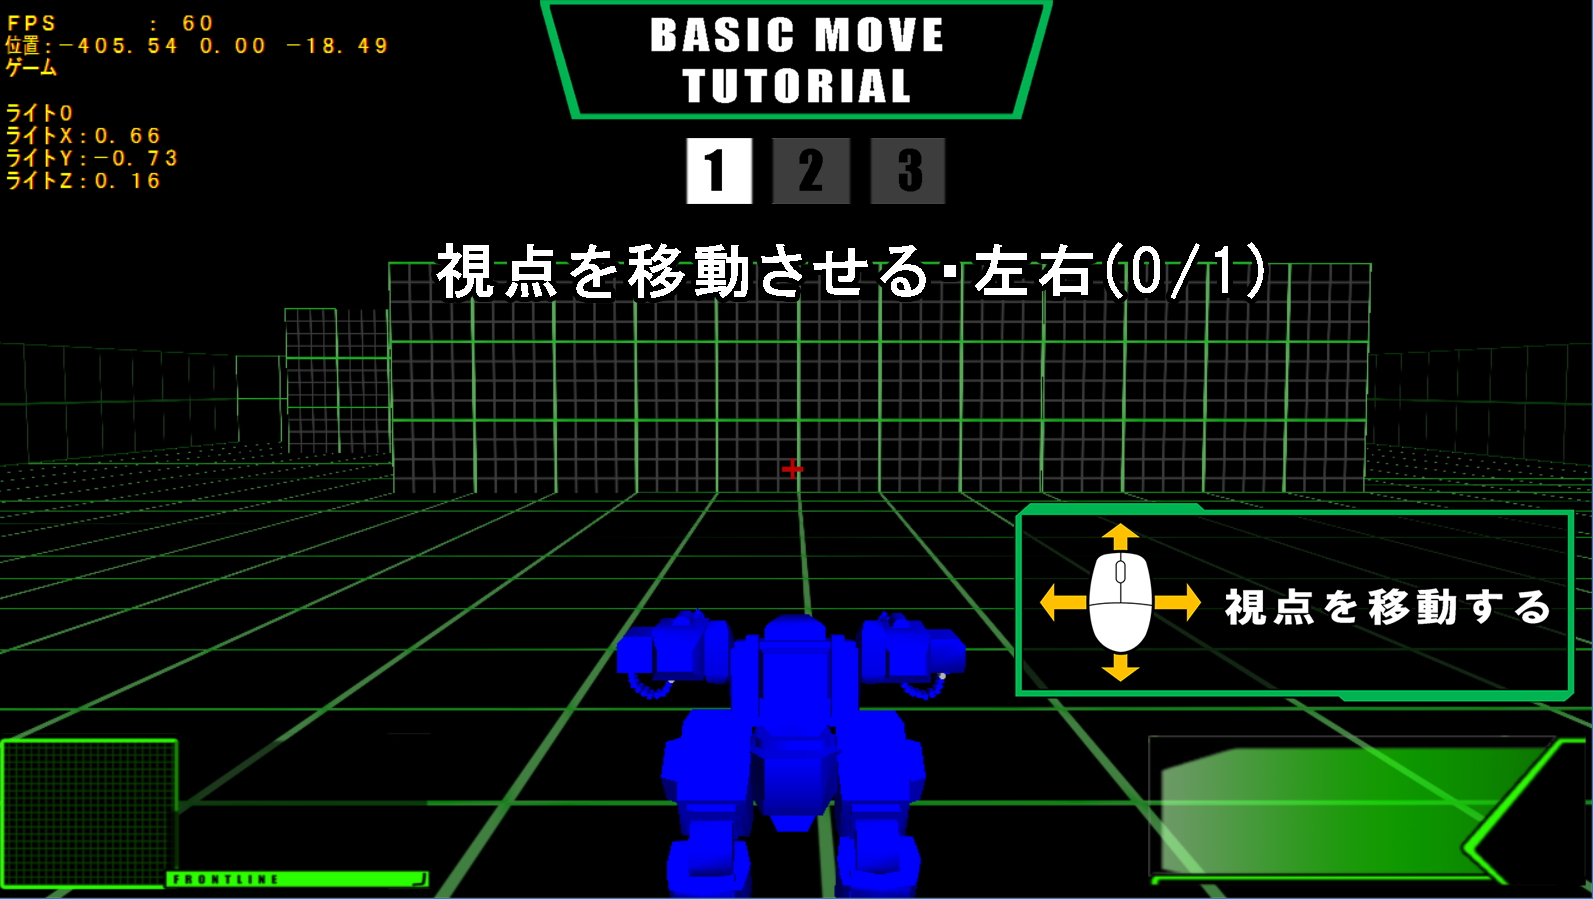 FPS : 60
位置:-405.54 0.00 -18.49
ゲーム
ライト0
ライトX:0.66
ライトY:-0.73
ライトZ:0.16
BASIC MOVE
TUTORIAL
1 2 3
視点を移動させる・左右(0/1)
視点を移動する
FRONTLINE